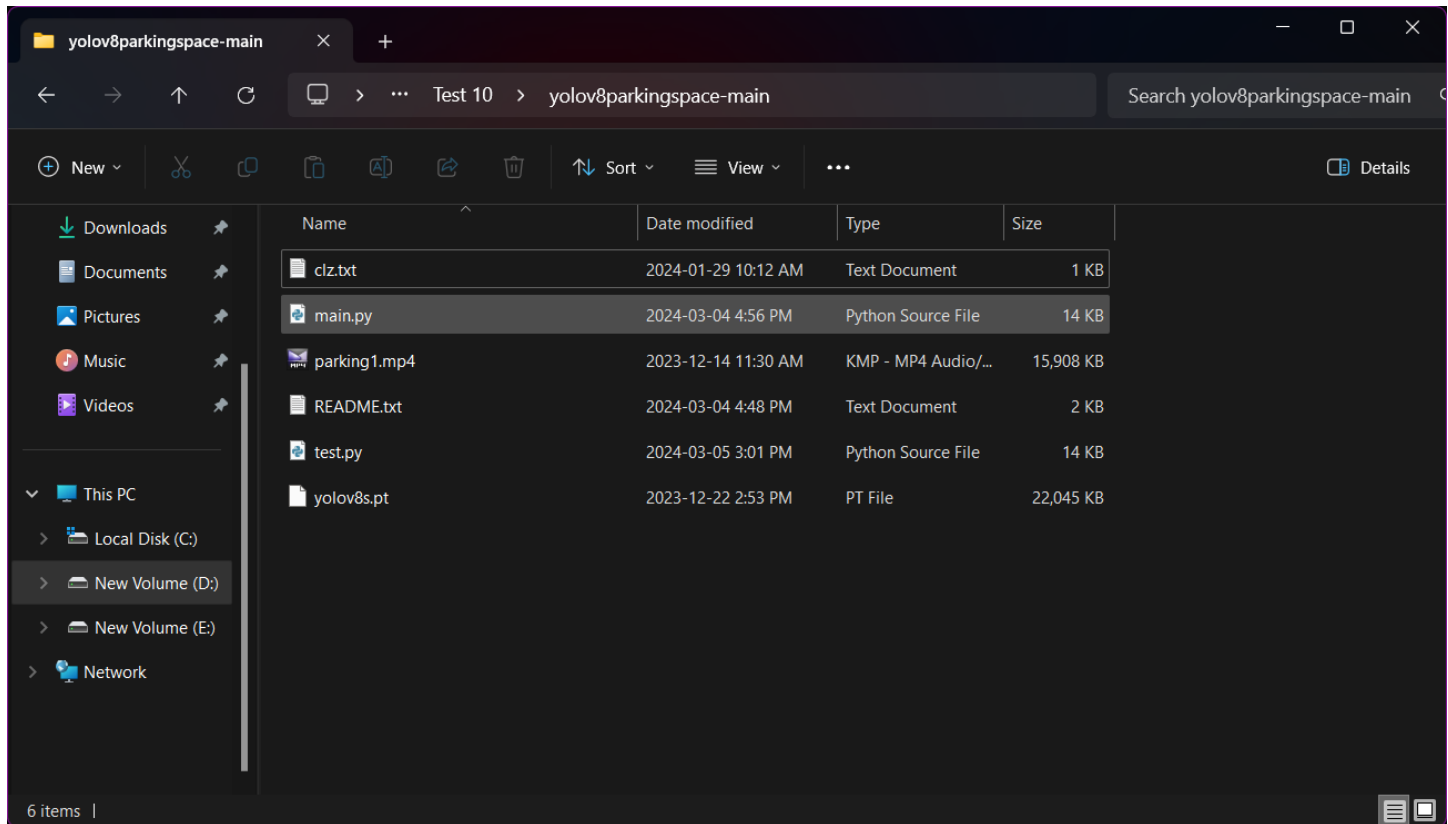 yolov8parkingspace-main
Test 10 yolov8parkingspace-main Search yolov8parkingspace-main
New Sort View Details
Downloads
Documents
Pictures
Music
Videos
This PC
Local Disk (C:)
New Volume (D:)
New Volume (E:)
Network
Name Date modified Type Size
clz.txt 2024-01-29 10:12 AM Text Document 1 KB
main.py 2024-03-04 4:56 PM Python Source File 14 KB
parking1.mp4 2023-12-14 11:30 AM KMP - MP4 Audio/... 15,908 KB
README.txt 2024-03-04 4:48 PM Text Document 2 KB
test.py 2024-03-05 3:01 PM Python Source File 14 KB
yolov8s.pt 2023-12-22 2:53 PM PT File 22,045 KB
6 items